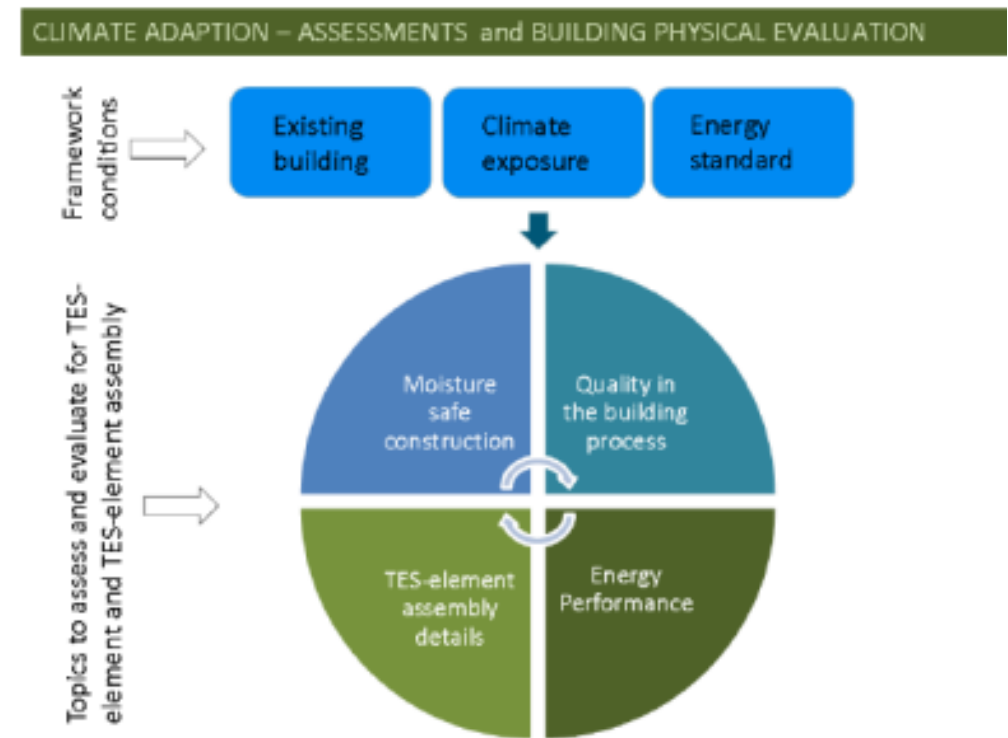 CLIMATE ADAPTION – ASSESSMENTS and BUILDING PHYSICAL EVALUATION
Framework
conditions
Existing
building
Climate
exposure
Energy
standard
Topics to assess and evaluate for TES-
element and TES-element assembly
Moisture
safe
construction
Quality in
the building
process
TES-element
assembly
details
Energy
Performance